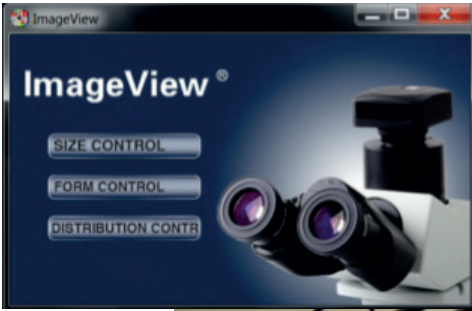 ImageView
ImageView ®
SIZE CONTROL
FORM CONTROL
DISTRIBUTION CONTR